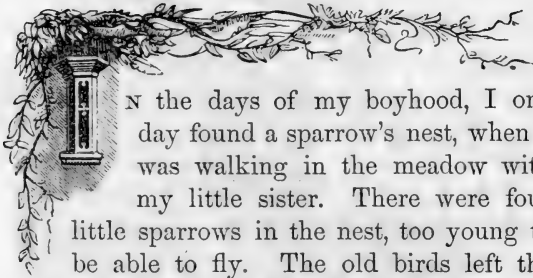 IN the days of my boyhood, I on
day found a sparrow's nest, when
was walking in the meadow wit
my little sister. There were fou
little sparrows in the nest, too young t
be able to fly. The old birds left th